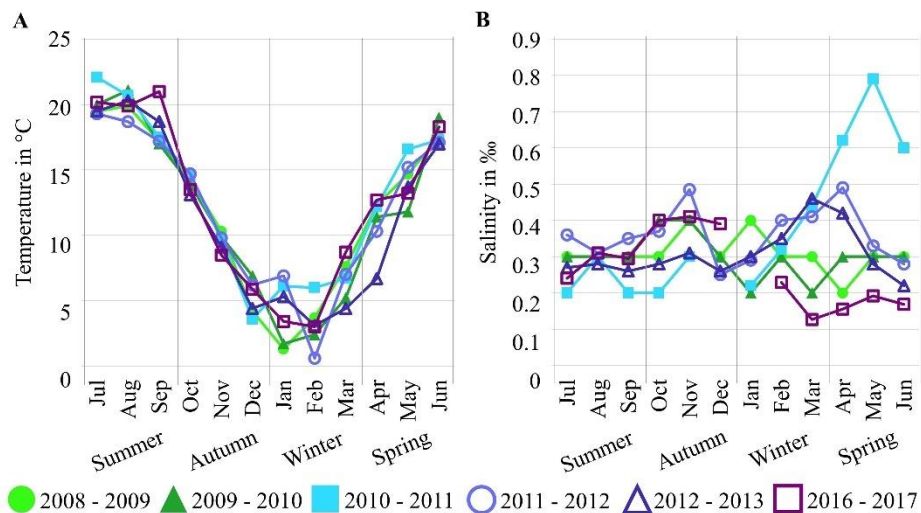 A
25
20
15
10
5
0
Temperature in °C
Jul Aug Sep Oct Nov Dec Jan Feb Mar Apr May Jun
Summer Autumn Winter Spring
B
0.9
0.8
0.7
0.6
0.5
0.4
0.3
0.2
0.1
0
Salinity in ‰
Jul Aug Sep Oct Nov Dec Jan Feb Mar Apr May Jun
Summer Autumn Winter Spring
2008 - 2009 2009 - 2010 2010 - 2011 2011 - 2012 2012 - 2013 2016 - 2017